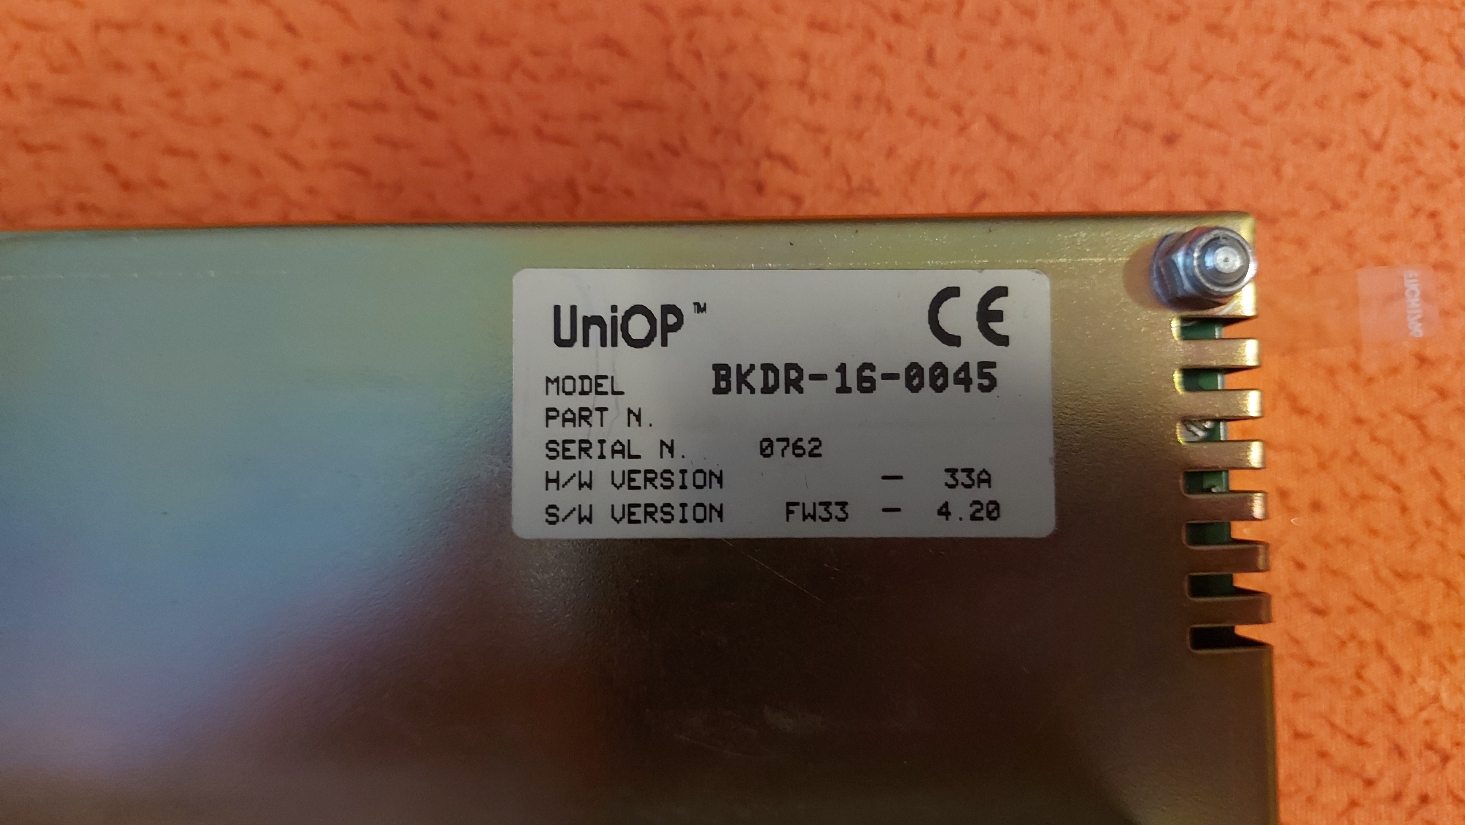 UniOP™ CE
MODEL BKDR-16-0045
PART N.
SERIAL N. 0762
H/W VERSION - 33A
S/W VERSION FW33 - 4.20